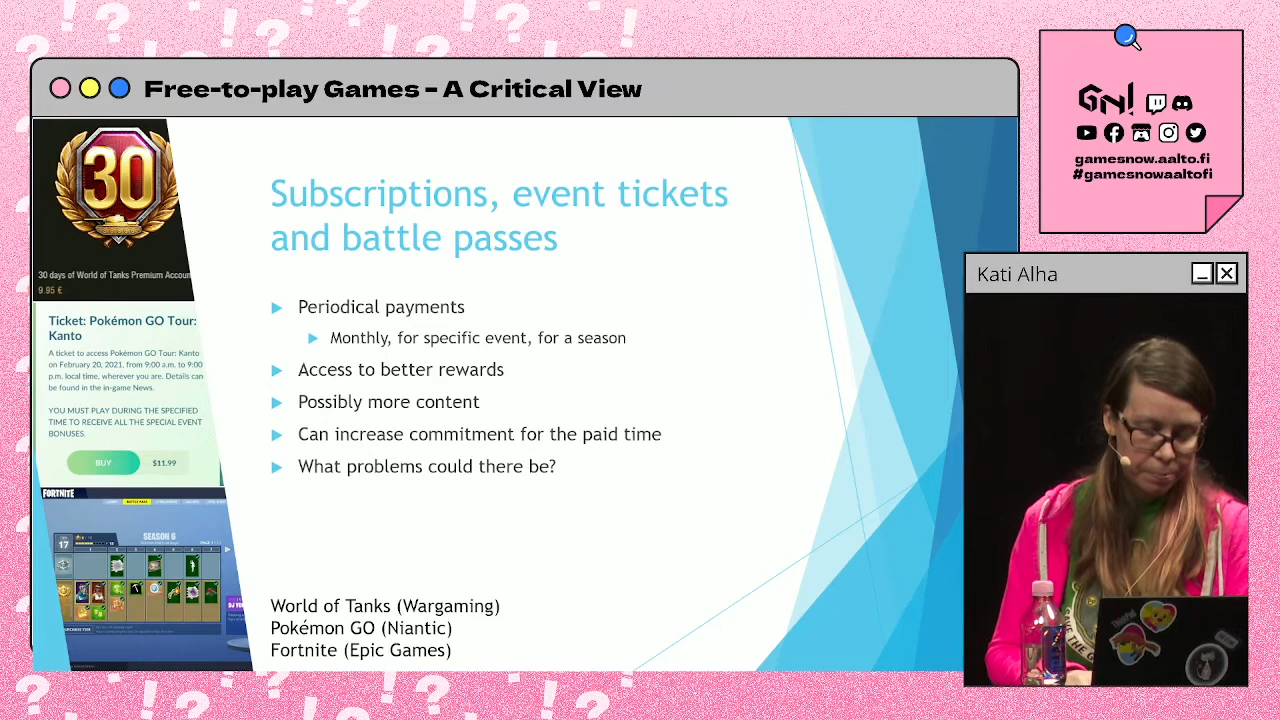 Free-to-play Games – A Critical View
GN!
gamesnow.aalto.fi
#gamesnowaaltofi
30
30 days of World of Tanks Premium Accoun
9.95 €
Ticket: Pokémon GO Tour:
Kanto
A ticket to access Pokémon GO Tour: Kanto
on February 20, 2021, from 9:00 a.m. to 9:00
p.m. local time, wherever you are. Details can
be found in the in-game News.
YOU MUST PLAY DURING THE SPECIFIED
TIME TO RECEIVE ALL THE SPECIAL EVENT
BONUSES.
BUY
$11.99
FORTNITE
SEASON 6
17
Subscriptions, event tickets
and battle passes
Periodical payments
Monthly, for specific event, for a season
Access to better rewards
Possibly more content
Can increase commitment for the paid time
What problems could there be?
World of Tanks (Wargaming)
Pokémon GO (Niantic)
Fortnite (Epic Games)
Kati Alha